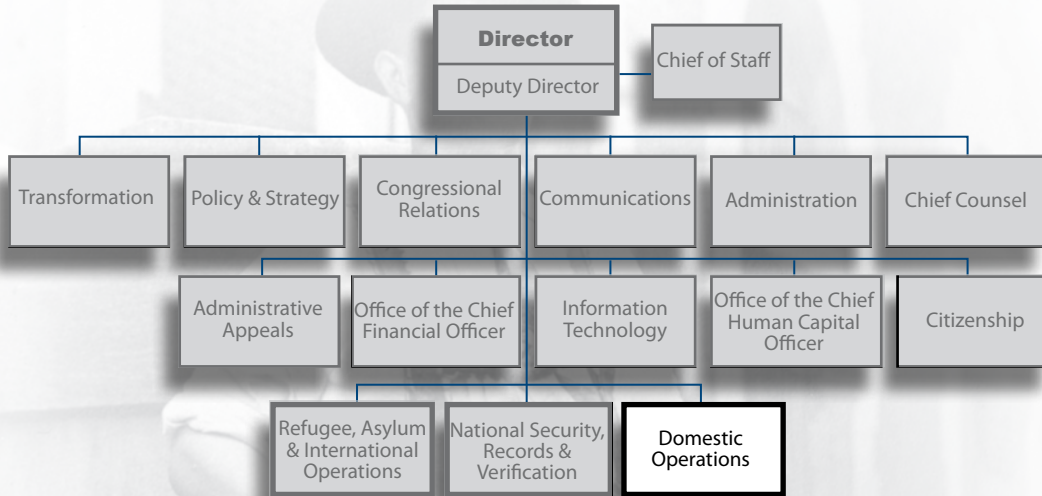 Director
Deputy Director
Chief of Staff
Transformation
Policy & Strategy
Congressional
Relations
Communications
Administration
Chief Counsel
Administrative
Appeals
Office of the Chief
Financial Officer
Information
Technology
Office of the Chief
Human Capital
Officer
Citizenship
Refugee, Asylum
& International
Operations
National Security,
Records &
Verification
Domestic
Operations